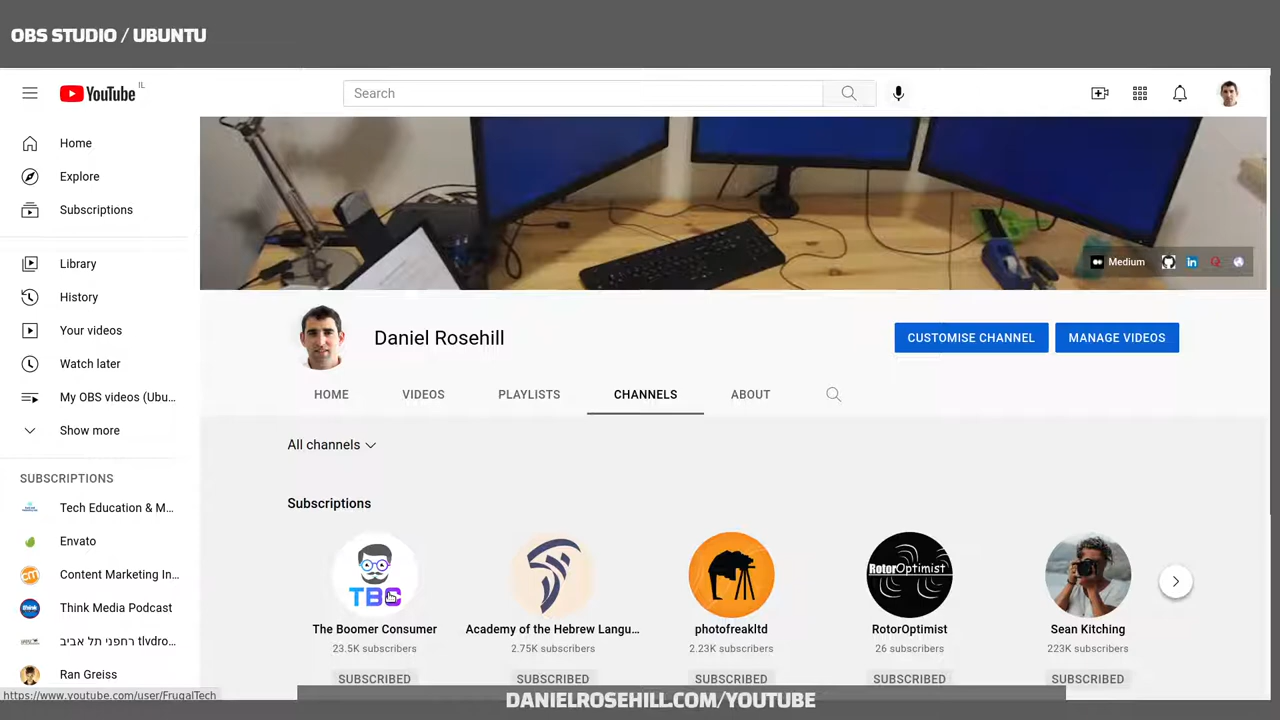 OBS STUDIO / UBUNTU
YouTube IL
Search
Home
Explore
Subscriptions
Library
History
Your videos
Watch later
My OBS videos (Ubu...
Show more
SUBSCRIPTIONS
Tech Education & M...
Envato
Content Marketing In...
Think Media Podcast
רחפני תל אביב tlvdro...
Ran Greiss
Medium
in
Daniel Rosehill
CUSTOMISE CHANNEL
MANAGE VIDEOS
HOME
VIDEOS
PLAYLISTS
CHANNELS
ABOUT
All channels
Subscriptions
TBC
RotorOptimist
The Boomer Consumer
Academy of the Hebrew Langu...
photofreakltd
RotorOptimist
Sean Kitching
23.5K subscribers
2.75K subscribers
2.23K subscribers
26 subscribers
223K subscribers
SUBSCRIBED
SUBSCRIBED
SUBSCRIBED
SUBSCRIBED
SUBSCRIBED
https://www.youtube.com/user/FrugalTech
DANIELROSEHILL.COM/YOUTUBE